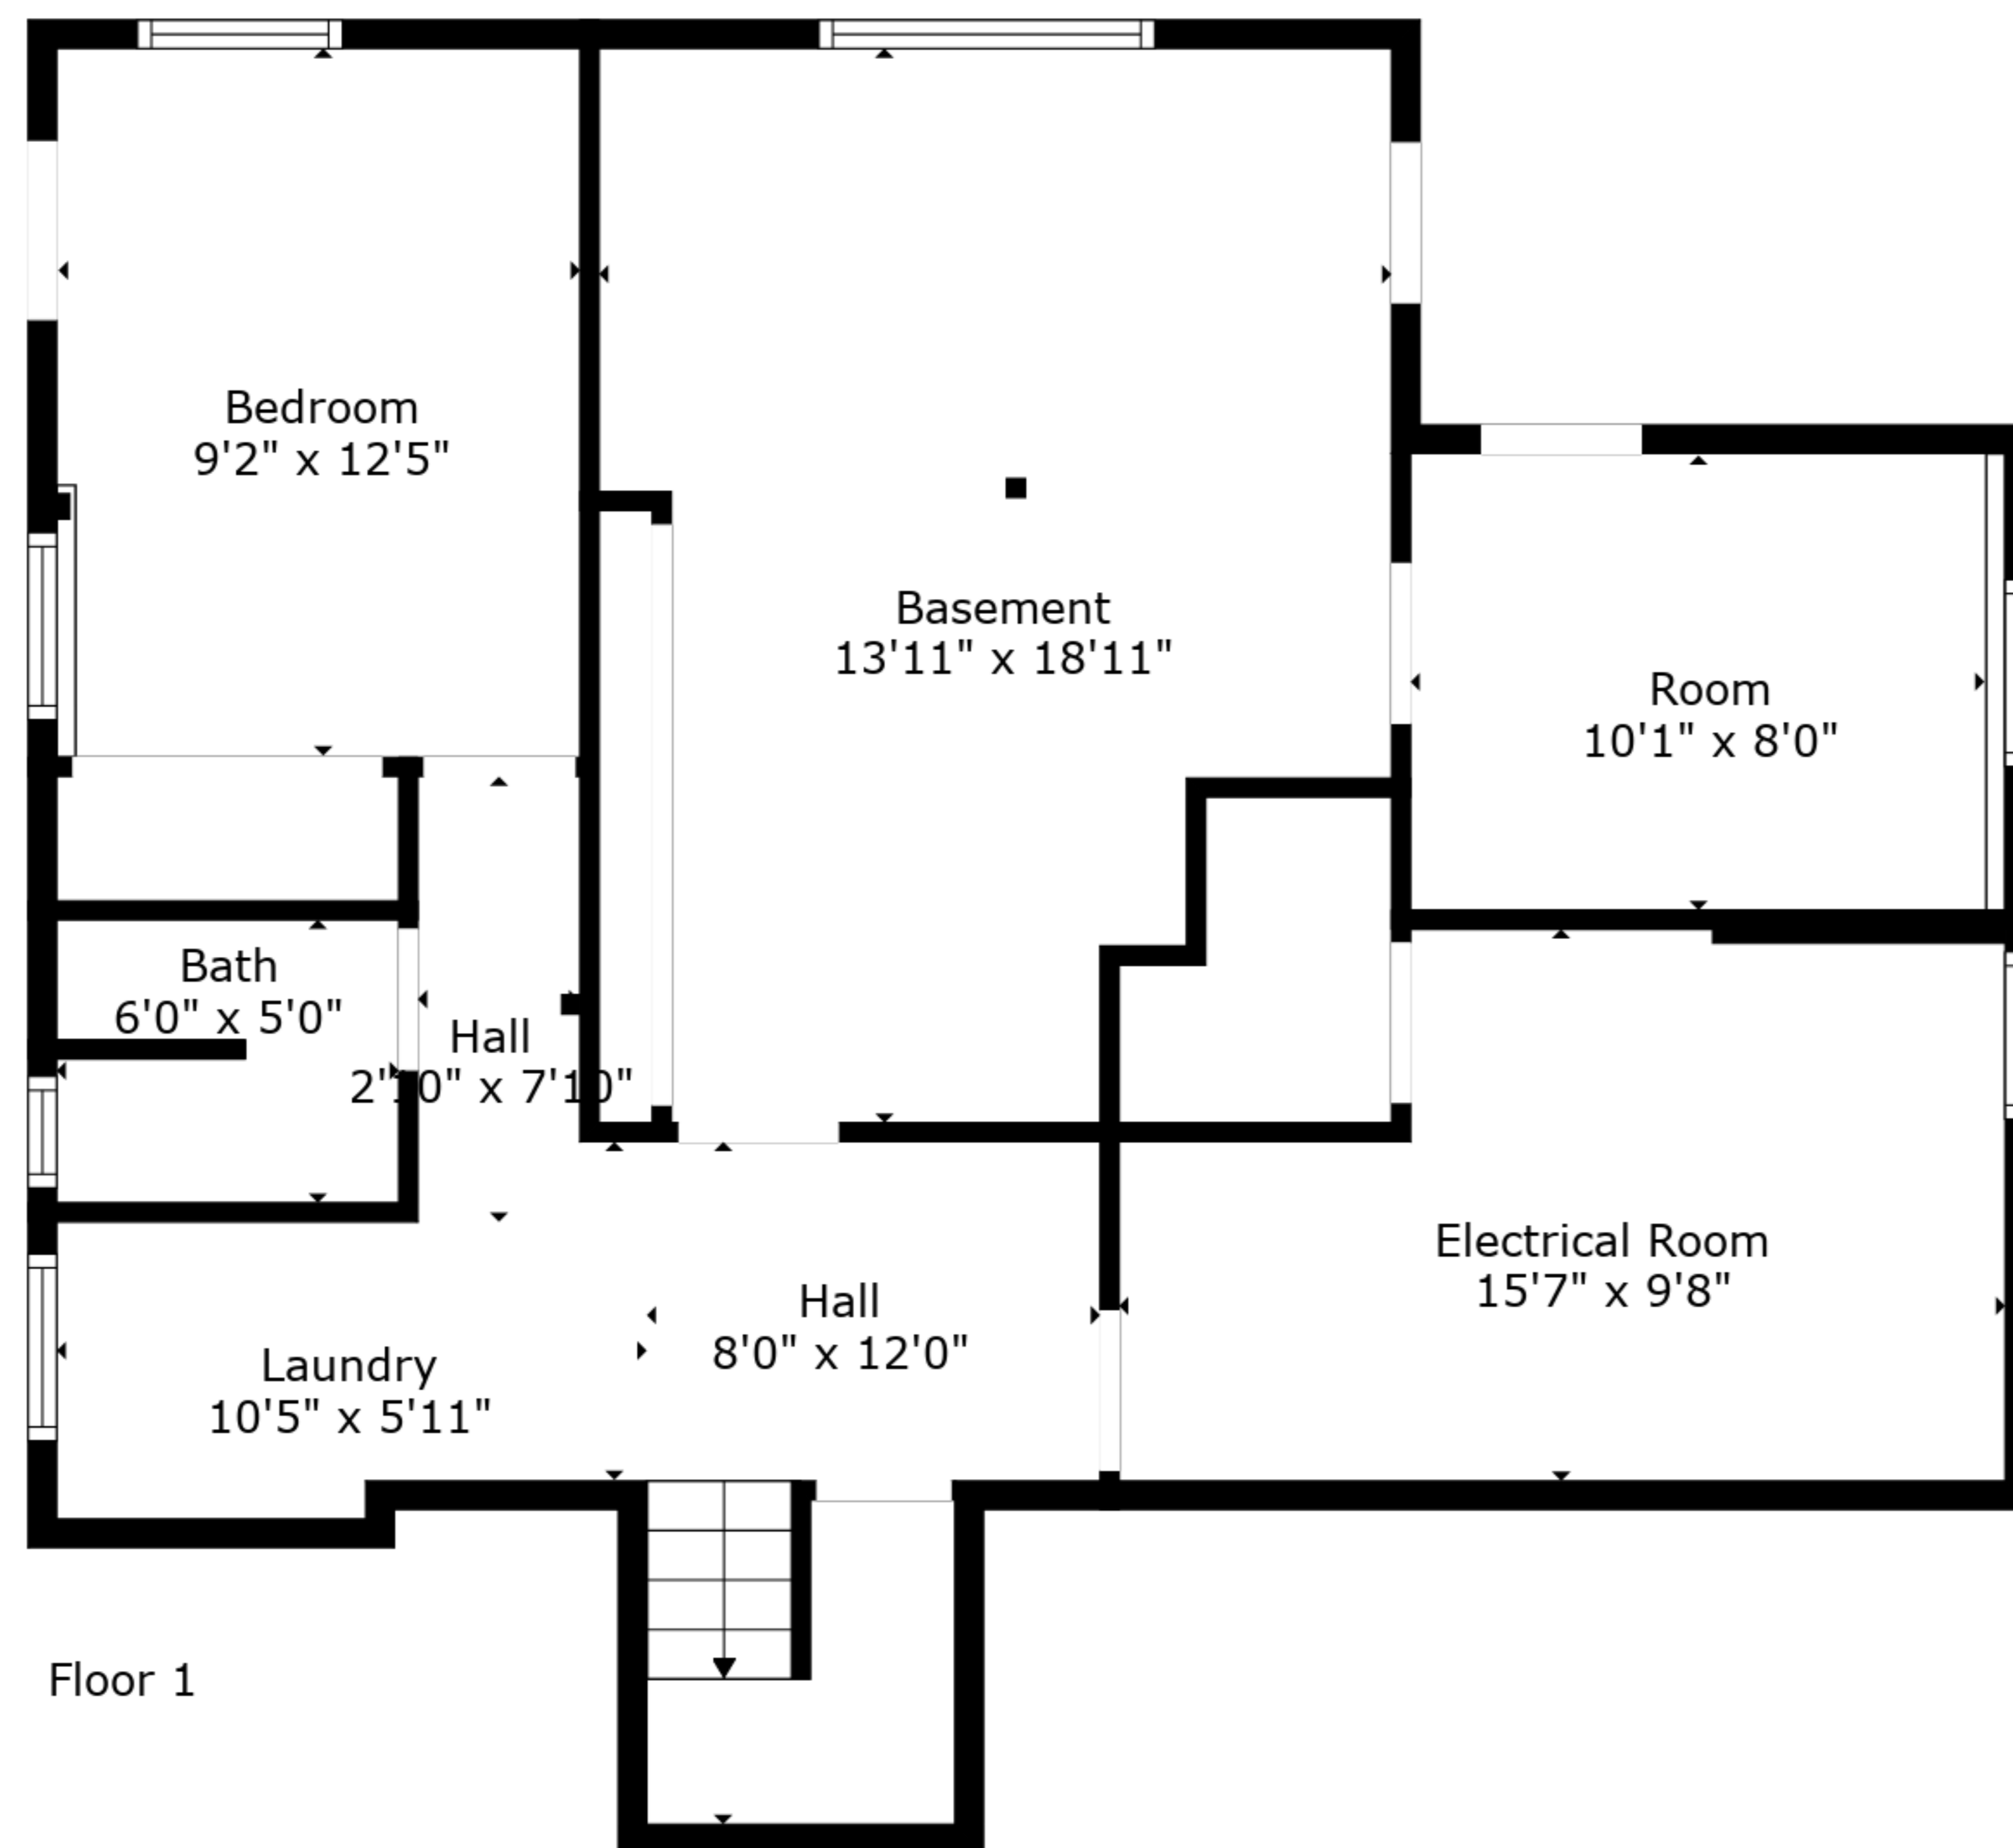 Bedroom
9'2" x 12'5"
Basement
13'11" x 18'11"
Room
10'1" x 8'0"
Bath
6'0" x 5'0"
Hall
2'10" x 7'10"
Electrical Room
15'7" x 9'8"
Hall
8'0" x 12'0"
Laundry
10'5" x 5'11"
Floor 1